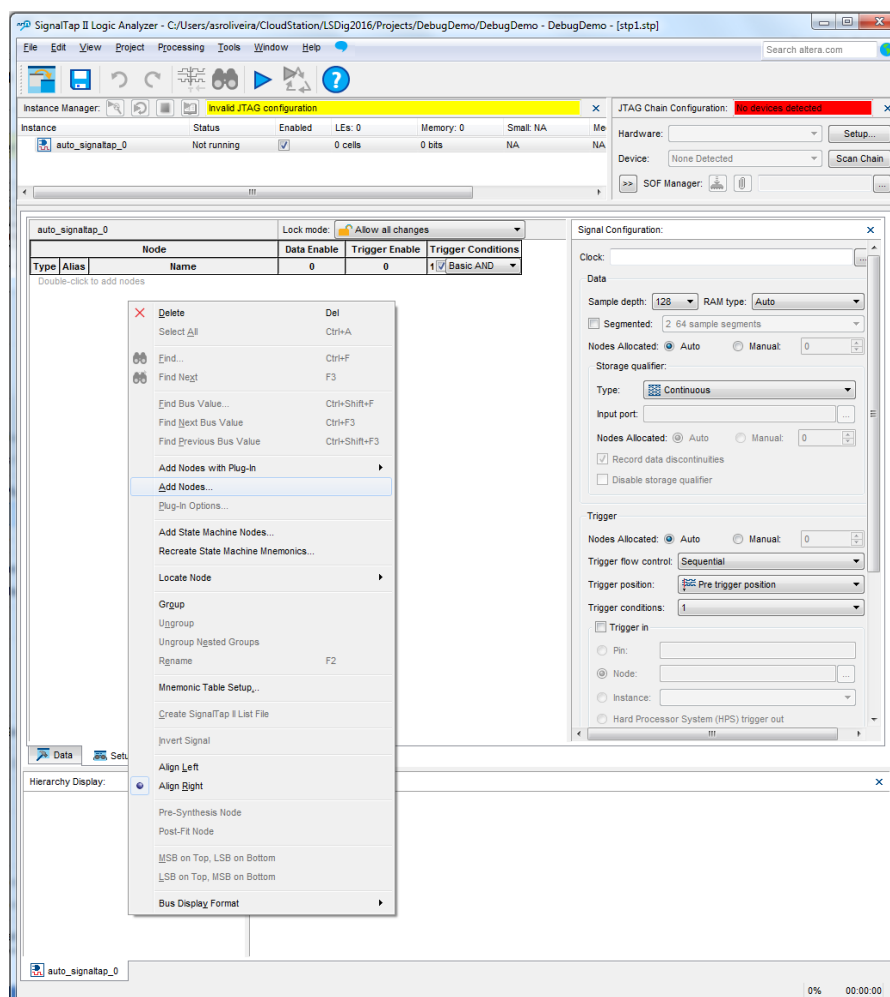 SignalTap II Logic Analyzer - C:/Users/asroliveira/CloudStation/LSDig2016/Projects/DebugDemo/DebugDemo - DebugDemo - [stp1.stp]
File Edit View Project Processing Tools Window Help
Search altera.com
Instance Manager: Invalid JTAG configuration
JTAG Chain Configuration: No devices detected
Instance Status Enabled LEs: 0 Memory: 0 Small: NA Me
auto_signaltap_0 Not running 0 cells 0 bits NA NA
Hardware: Setup...
Device: None Detected Scan Chain
>> SOF Manager: ...
auto_signaltap_0 Lock mode: Allow all changes
Node Data Enable Trigger Enable Trigger Conditions
Type Alias Name 0 0 1 Basic AND
Double-click to add nodes
Delete Del
Select All Ctrl+A
Find... Ctrl+F
Find Next F3
Find Bus Value... Ctrl+Shift+F
Find Next Bus Value Ctrl+F3
Find Previous Bus Value Ctrl+Shift+F3
Add Nodes with Plug-In
Add Nodes...
Plug-In Options...
Add State Machine Nodes...
Recreate State Machine Mnemonics...
Locate Node
Group
Ungroup
Ungroup Nested Groups
Rename F2
Mnemonic Table Setup...
Create SignalTap II List File
Invert Signal
Align Left
Align Right
Pre-Synthesis Node
Post-Fit Node
MSB on Top, LSB on Bottom
LSB on Top, MSB on Bottom
Bus Display Format
Signal Configuration:
Clock: ...
Data
Sample depth: 128 RAM type: Auto
Segmented: 2 64 sample segments
Nodes Allocated: Auto Manual: 0
Storage qualifier:
Type: Continuous
Input port: ...
Nodes Allocated: Auto Manual: 0
Record data discontinuities
Disable storage qualifier
Trigger
Nodes Allocated: Auto Manual: 0
Trigger flow control: Sequential
Trigger position: Pre trigger position
Trigger conditions: 1
Trigger in
Pin:
Node: ...
Instance:
Hard Processor System (HPS) trigger out
Data Setu
Hierarchy Display:
auto_signaltap_0
0% 00:00:00